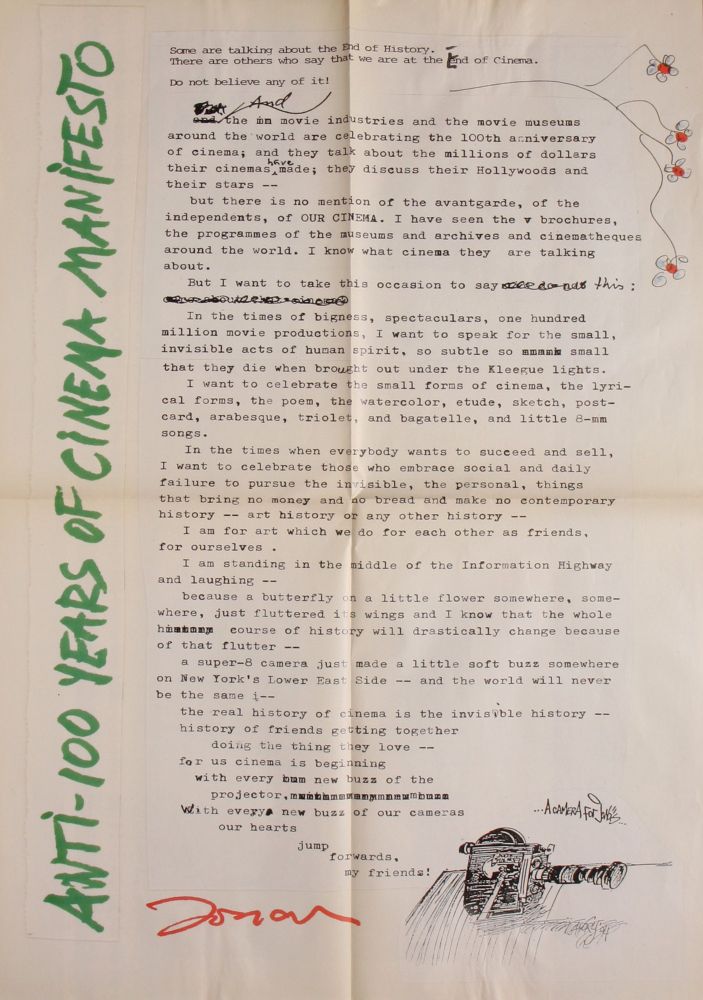 ANTI-100 YEARS OF CINEMA MANIFESTO
Some are talking about the End of History.
There are others who say that we are at the End of Cinema.
Do not believe any of it!
And
the movie industries and the movie museums
around the world are celebrating the 100th anniversary
of cinema; and they talk about the millions of dollars
their cinemas have made; they discuss their Hollywoods and
their stars --
but there is no mention of the avantgarde, of the
independents, of OUR CINEMA. I have seen the v brochures,
the programmes of the museums and archives and cinematheques
around the world. I know what cinema they are talking
about.
But I want to take this occasion to say this :
In the times of bigness, spectaculars, one hundred
million movie productions, I want to speak for the small,
invisible acts of human spirit, so subtle so small
that they die when brought out under the Kleegue lights.
I want to celebrate the small forms of cinema, the lyri-
cal forms, the poem, the watercolor, etude, sketch, post-
card, arabesque, triolet, and bagatelle, and little 8-mm
songs.
In the times when everybody wants to succeed and sell,
I want to celebrate those who embrace social and daily
failure to pursue the invisible, the personal, things
that bring no money and no bread and make no contemporary
history -- art history or any other history --
I am for art which we do for each other as friends,
for ourselves .
I am standing in the middle of the Information Highway
and laughing --
because a butterfly on a little flower somewhere, some-
where, just fluttered its wings and I know that the whole
course of history will drastically change because
of that flutter --
a super-8 camera just made a little soft buzz somewhere
on New York's Lower East Side -- and the world will never
be the same --
the real history of cinema is the invisible history --
history of friends getting together
doing the thing they love --
for us cinema is beginning
with every new buzz of the
projector,
With every new buzz of our cameras
our hearts
jump
forwards,
my friends!
...A CAMERA FOR JONAS...
Jonas